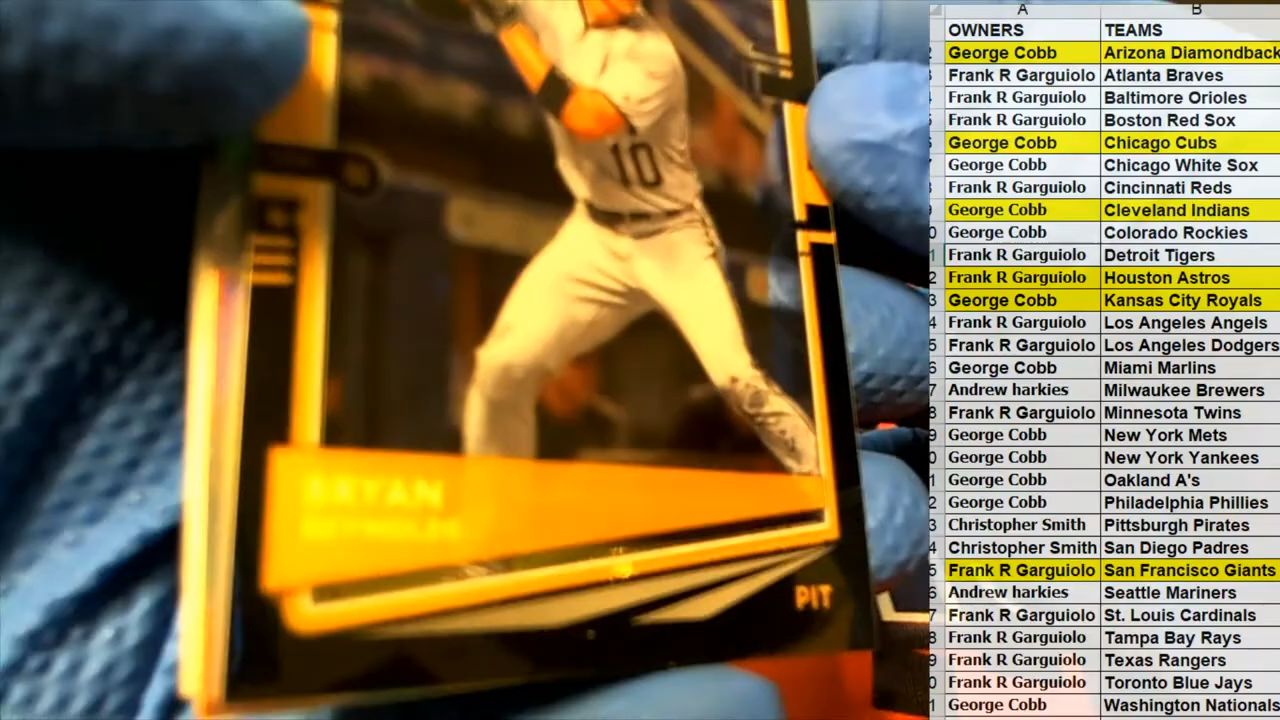 10
BRYAN
REYNOLDS
PIT
A B
OWNERS TEAMS
George Cobb Arizona Diamondback
Frank R Garguiolo Atlanta Braves
Frank R Garguiolo Baltimore Orioles
Frank R Garguiolo Boston Red Sox
George Cobb Chicago Cubs
George Cobb Chicago White Sox
Frank R Garguiolo Cincinnati Reds
George Cobb Cleveland Indians
George Cobb Colorado Rockies
Frank R Garguiolo Detroit Tigers
Frank R Garguiolo Houston Astros
George Cobb Kansas City Royals
Frank R Garguiolo Los Angeles Angels
Frank R Garguiolo Los Angeles Dodgers
George Cobb Miami Marlins
Andrew harkies Milwaukee Brewers
Frank R Garguiolo Minnesota Twins
George Cobb New York Mets
George Cobb New York Yankees
George Cobb Oakland A's
George Cobb Philadelphia Phillies
Christopher Smith Pittsburgh Pirates
Christopher Smith San Diego Padres
Frank R Garguiolo San Francisco Giants
Andrew harkies Seattle Mariners
Frank R Garguiolo St. Louis Cardinals
Frank R Garguiolo Tampa Bay Rays
Frank R Garguiolo Texas Rangers
Frank R Garguiolo Toronto Blue Jays
George Cobb Washington Nationals